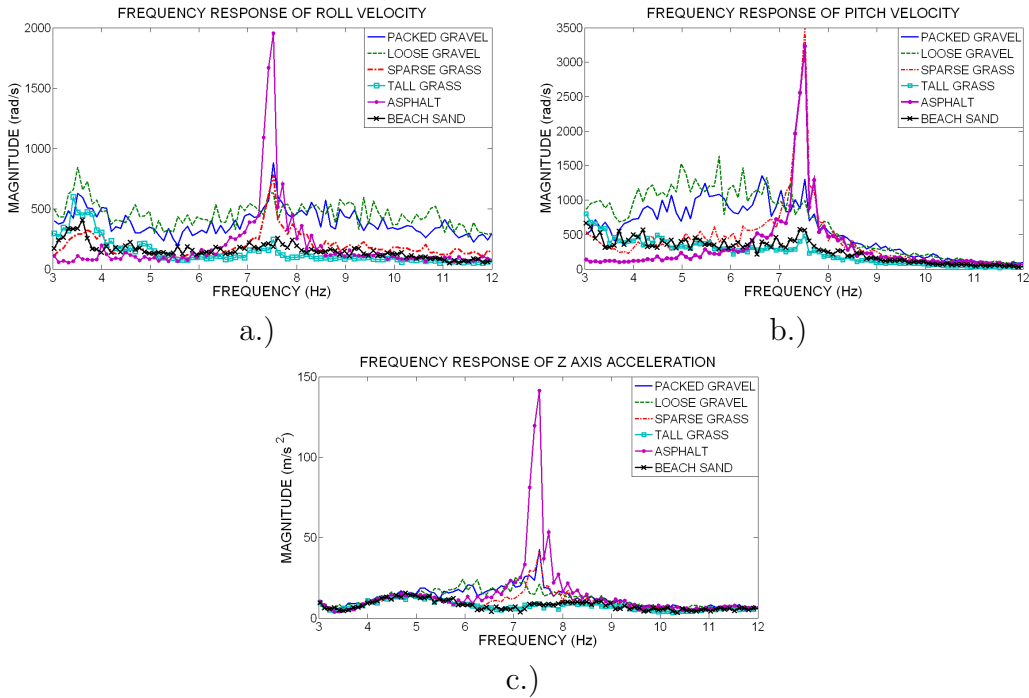 FREQUENCY RESPONSE OF ROLL VELOCITY
MAGNITUDE (rad/s)
2000
1500
1000
500
0
3 4 5 6 7 8 9 10 11 12
FREQUENCY (Hz)
PACKED GRAVEL
LOOSE GRAVEL
SPARSE GRASS
TALL GRASS
ASPHALT
BEACH SAND
a.)
FREQUENCY RESPONSE OF PITCH VELOCITY
MAGNITUDE (rad/s)
3500
3000
2500
2000
1500
1000
500
0
3 4 5 6 7 8 9 10 11 12
FREQUENCY (Hz)
PACKED GRAVEL
LOOSE GRAVEL
SPARSE GRASS
TALL GRASS
ASPHALT
BEACH SAND
b.)
FREQUENCY RESPONSE OF Z AXIS ACCELERATION
MAGNITUDE (m/s⁻²)
150
100
50
0
3 4 5 6 7 8 9 10 11 12
FREQUENCY (Hz)
PACKED GRAVEL
LOOSE GRAVEL
SPARSE GRASS
TALL GRASS
ASPHALT
BEACH SAND
c.)